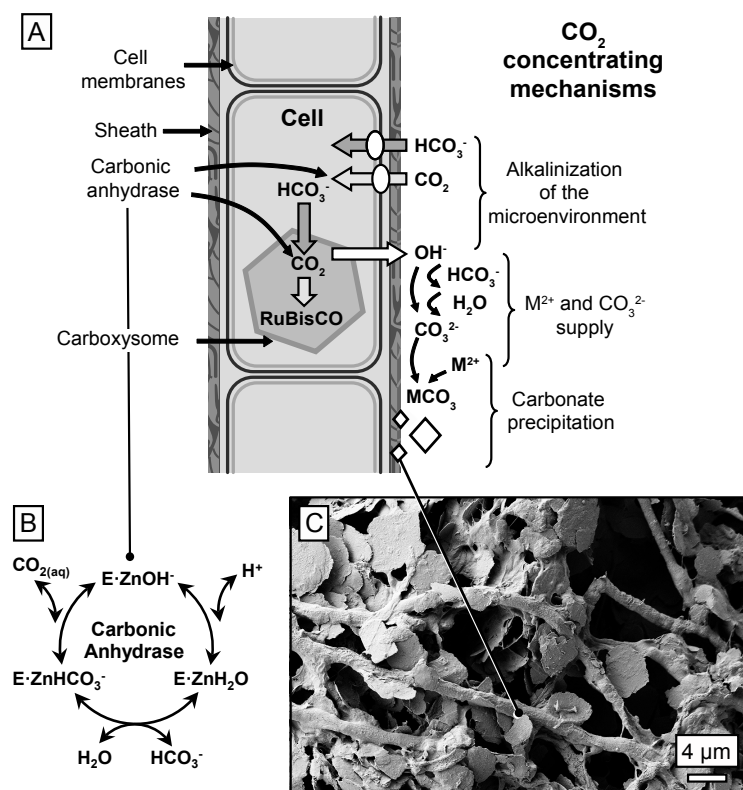 A
CO₂
concentrating
mechanisms
Cell
membranes
Sheath
Carbonic
anhydrase
Carboxysome
Cell
HCO₃⁻
CO₂
RuBisCO
HCO₃⁻
CO₂
OH⁻
HCO₃⁻
H₂O
CO₃²⁻
M²⁺
MCO₃
Alkalinization
of the
microenvironment
M²⁺ and CO₃²⁻
supply
Carbonate
precipitation
B
CO₂(aq)
E·ZnOH⁻
H⁺
Carbonic
Anhydrase
E·ZnHCO₃⁻
E·ZnH₂O
H₂O
HCO₃⁻
C
4 µm